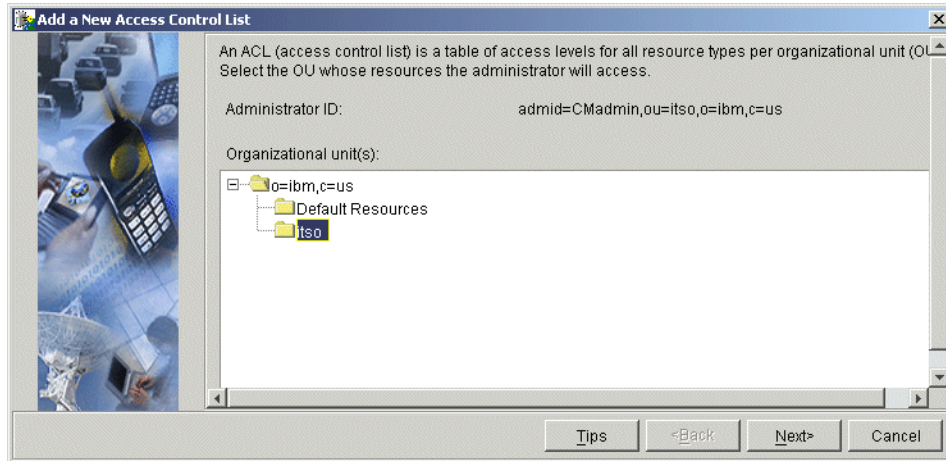 Add a New Access Control List
An ACL (access control list) is a table of access levels for all resource types per organizational unit (OU
Select the OU whose resources the administrator will access.
Administrator ID: admid=CMadmin,ou=itso,o=ibm,c=us
Organizational unit(s):
o=ibm,c=us
Default Resources
itso
Tips <Back Next> Cancel